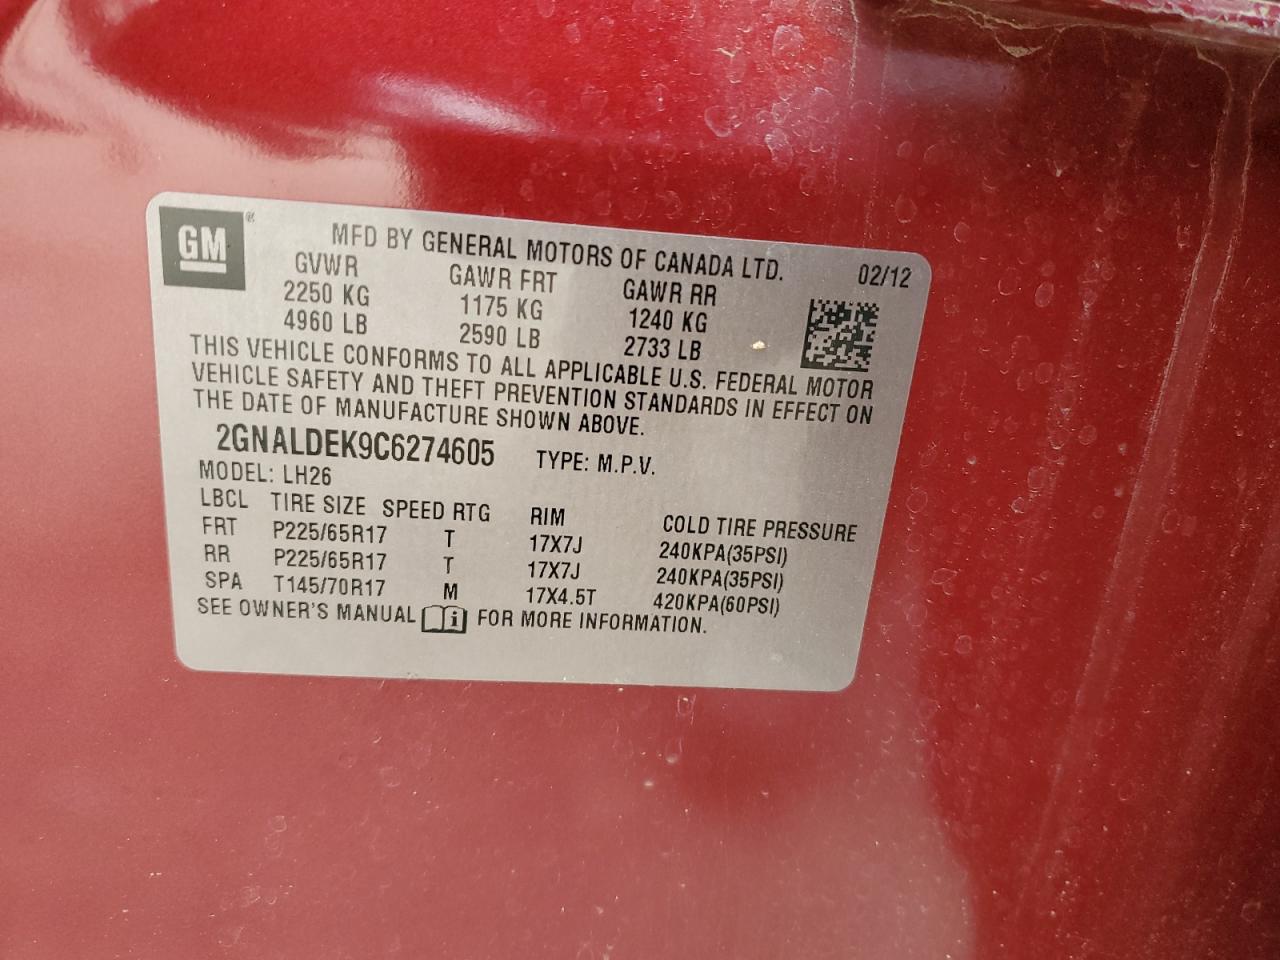 GM ®
MFD BY GENERAL MOTORS OF CANADA LTD.
02/12
GVWR GAWR FRT GAWR RR
2250 KG 1175 KG 1240 KG
4960 LB 2590 LB 2733 LB
THIS VEHICLE CONFORMS TO ALL APPLICABLE U.S. FEDERAL MOTOR
VEHICLE SAFETY AND THEFT PREVENTION STANDARDS IN EFFECT ON
THE DATE OF MANUFACTURE SHOWN ABOVE.
2GNALDEK9C6274605 TYPE: M.P.V.
MODEL: LH26
LBCL TIRE SIZE SPEED RTG RIM COLD TIRE PRESSURE
FRT P225/65R17 T 17X7J 240KPA(35PSI)
RR P225/65R17 T 17X7J 240KPA(35PSI)
SPA T145/70R17 M 17X4.5T 420KPA(60PSI)
SEE OWNER'S MANUAL i FOR MORE INFORMATION.